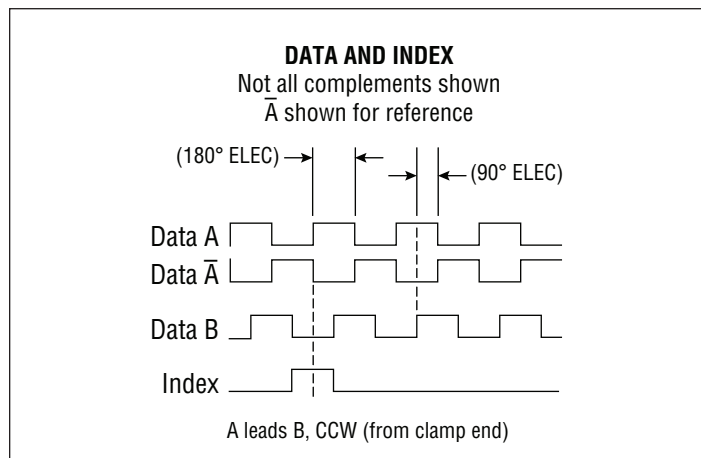 DATA AND INDEX
Not all complements shown
A̅ shown for reference
(180° ELEC)
(90° ELEC)
Data A
Data A̅
Data B
Index
A leads B, CCW (from clamp end)